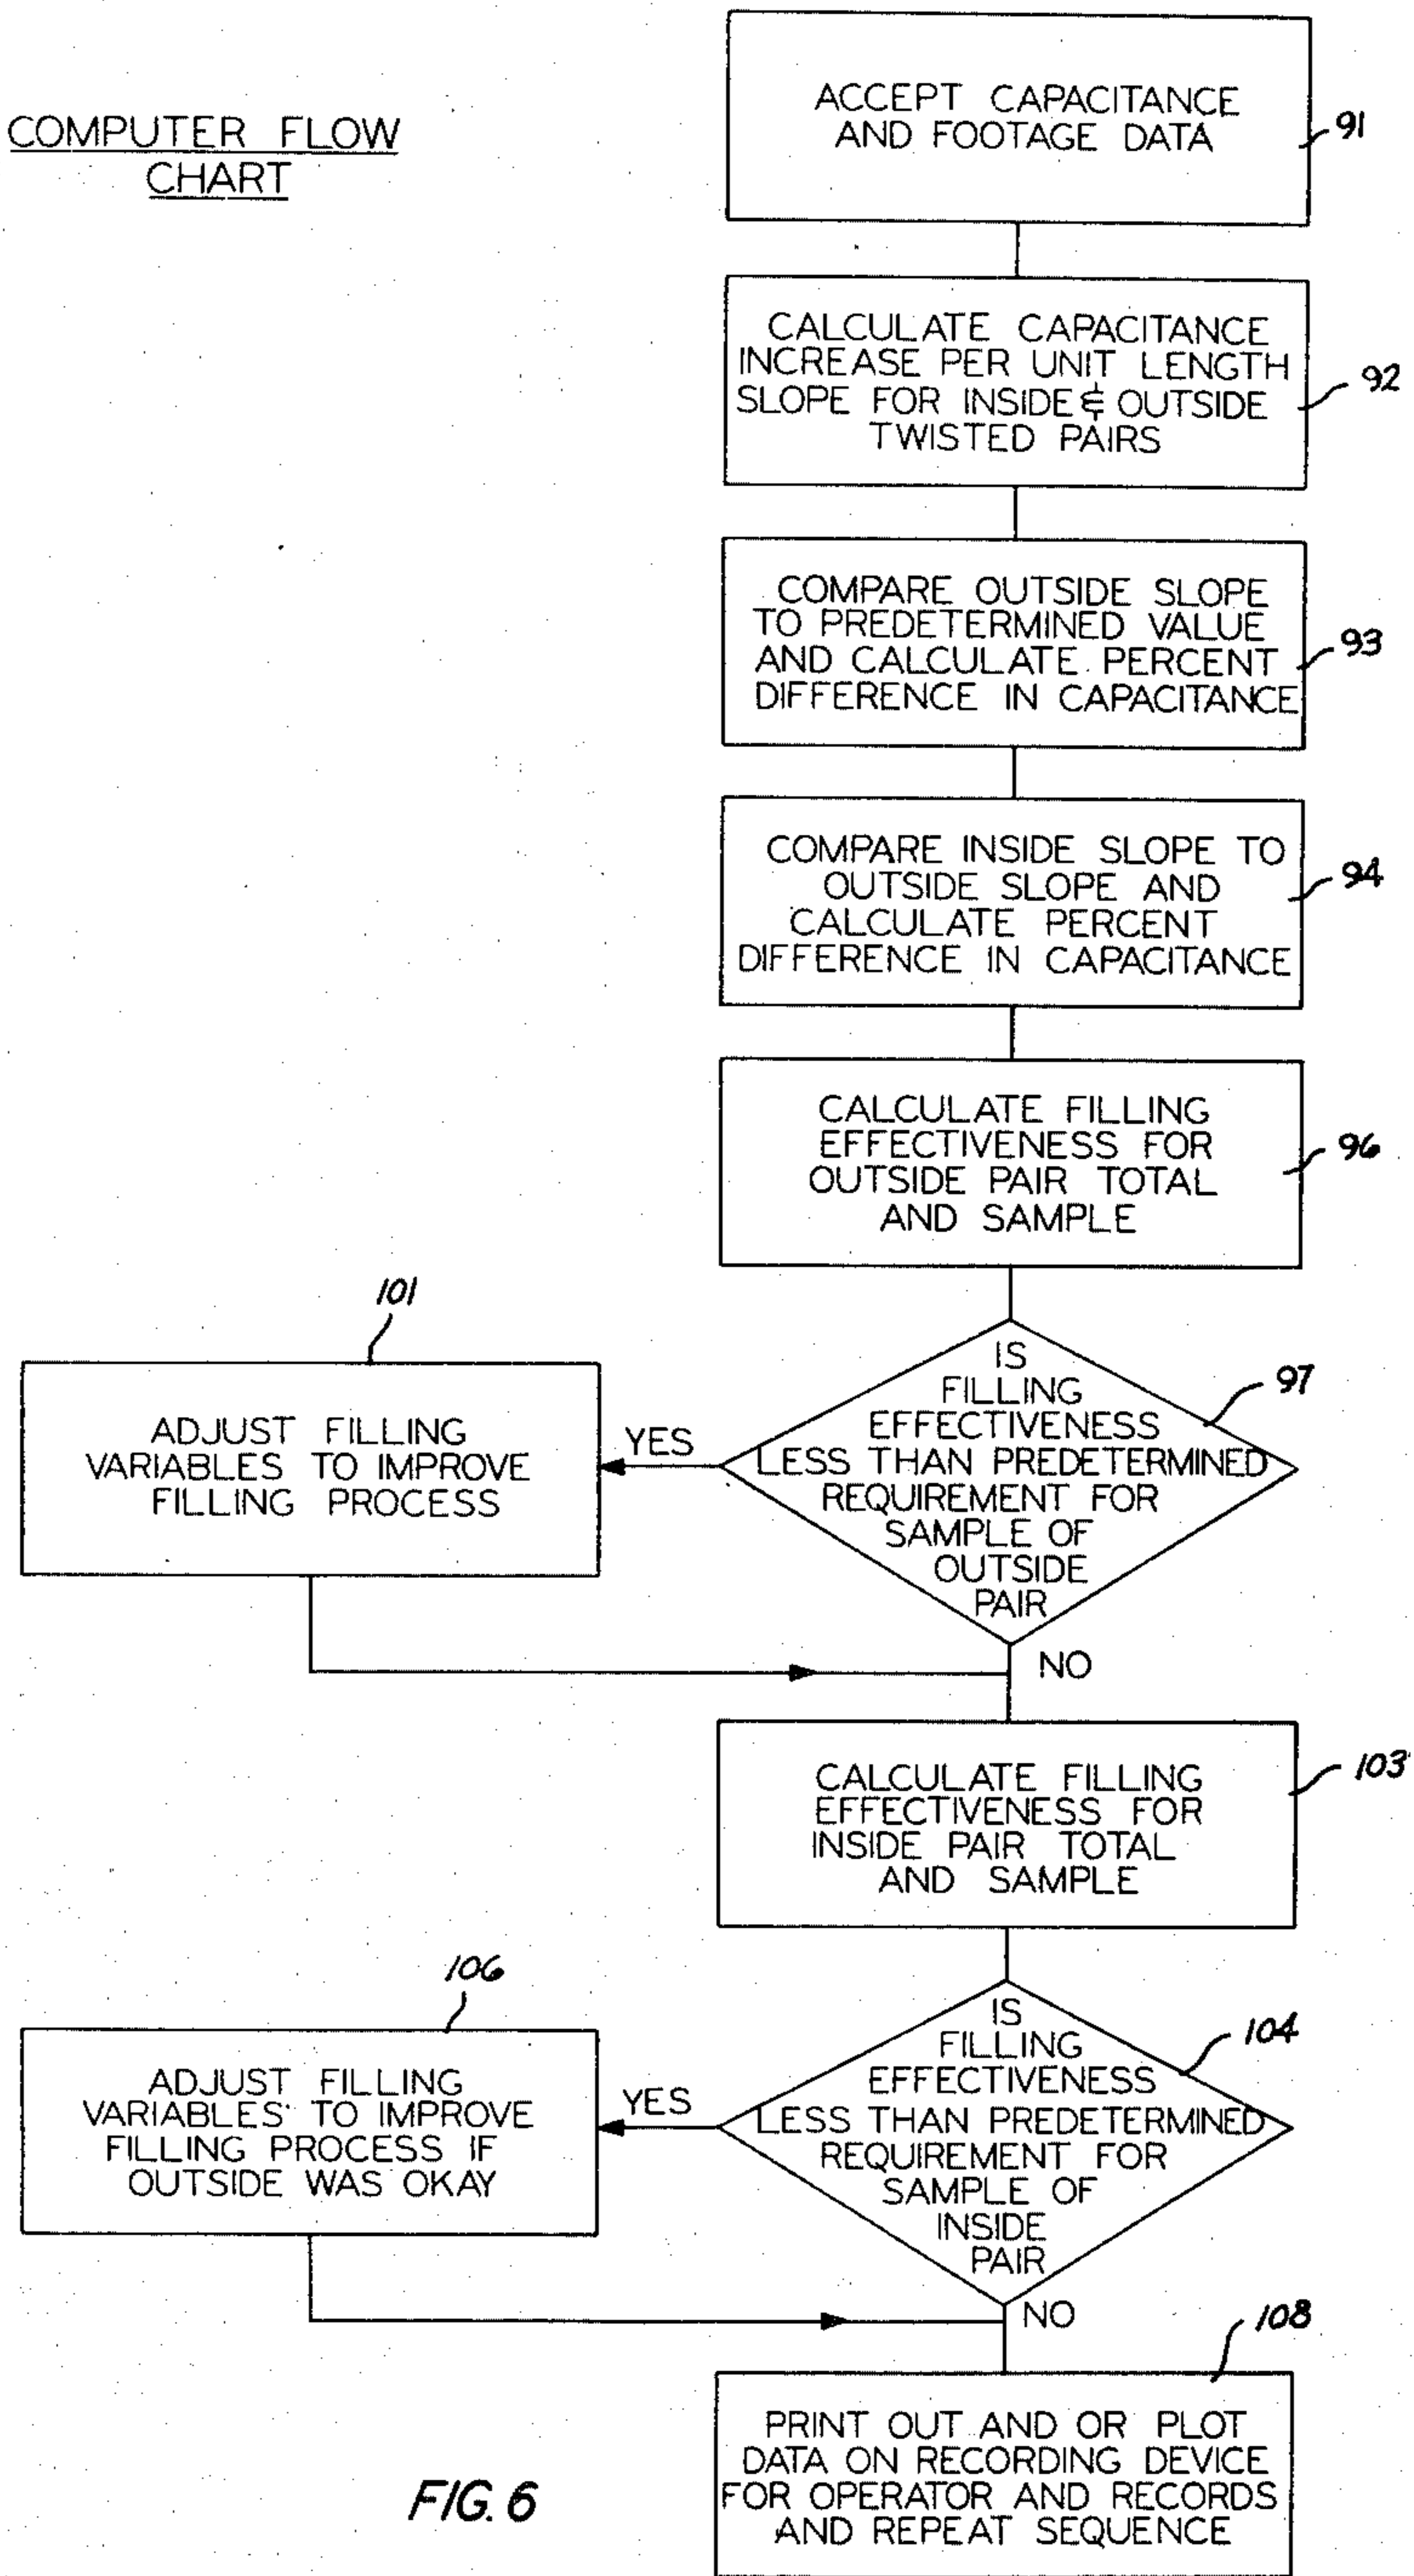 COMPUTER FLOW
CHART
ACCEPT CAPACITANCE
AND FOOTAGE DATA
91
CALCULATE CAPACITANCE
INCREASE PER UNIT LENGTH
SLOPE FOR INSIDE & OUTSIDE
TWISTED PAIRS
92
COMPARE OUTSIDE SLOPE
TO PREDETERMINED VALUE
AND CALCULATE PERCENT
DIFFERENCE IN CAPACITANCE
93
COMPARE INSIDE SLOPE TO
OUTSIDE SLOPE AND
CALCULATE PERCENT
DIFFERENCE IN CAPACITANCE
94
CALCULATE FILLING
EFFECTIVENESS FOR
OUTSIDE PAIR TOTAL
AND SAMPLE
96
IS
FILLING
EFFECTIVENESS
LESS THAN PREDETERMINED
REQUIREMENT FOR
SAMPLE OF
OUTSIDE
PAIR
97
YES
101
ADJUST FILLING
VARIABLES TO IMPROVE
FILLING PROCESS
NO
CALCULATE FILLING
EFFECTIVENESS FOR
INSIDE PAIR TOTAL
AND SAMPLE
103
IS
FILLING
EFFECTIVENESS
LESS THAN PREDETERMINED
REQUIREMENT FOR
SAMPLE OF
INSIDE
PAIR
104
YES
106
ADJUST FILLING
VARIABLES TO IMPROVE
FILLING PROCESS IF
OUTSIDE WAS OKAY
NO
108
PRINT OUT AND OR PLOT
DATA ON RECORDING DEVICE
FOR OPERATOR AND RECORDS
AND REPEAT SEQUENCE
FIG. 6